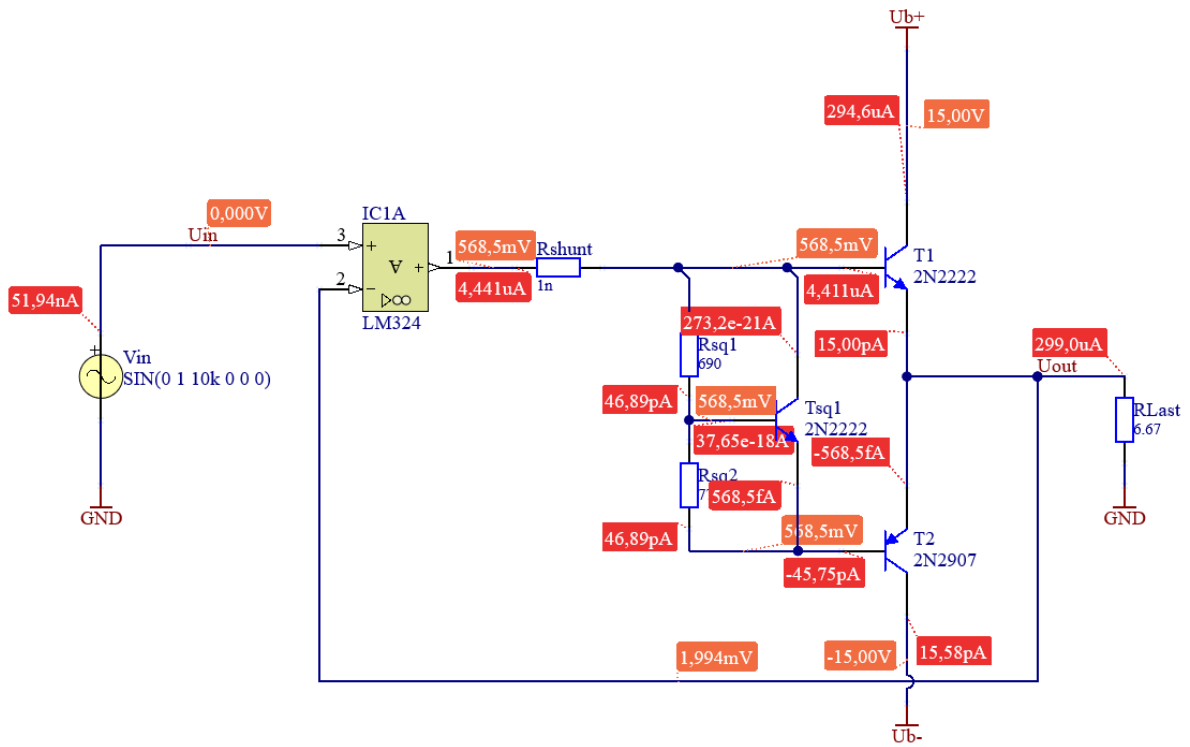 Ub+
294,6uA
15,00V
0,000V
Uin
IC1A
3
+
A
+
1
2
−
LM324
568,5mV
4,441uA
Rshunt
1n
568,5mV
4,411uA
T1
2N2222
51,94nA
+
Vin
SIN(0 1 10k 0 0 0)
GND
273,2e-21A
Rsq1
690
15,00pA
299,0uA
Uout
46,89pA
568,5mV
37,65e-18A
Tsq1
2N2222
RLast
6.67
-568,5fA
Rsq2
568,5fA
GND
46,89pA
568,5mV
-45,75pA
T2
2N2907
1,994mV
-15,00V
15,58pA
Ub-